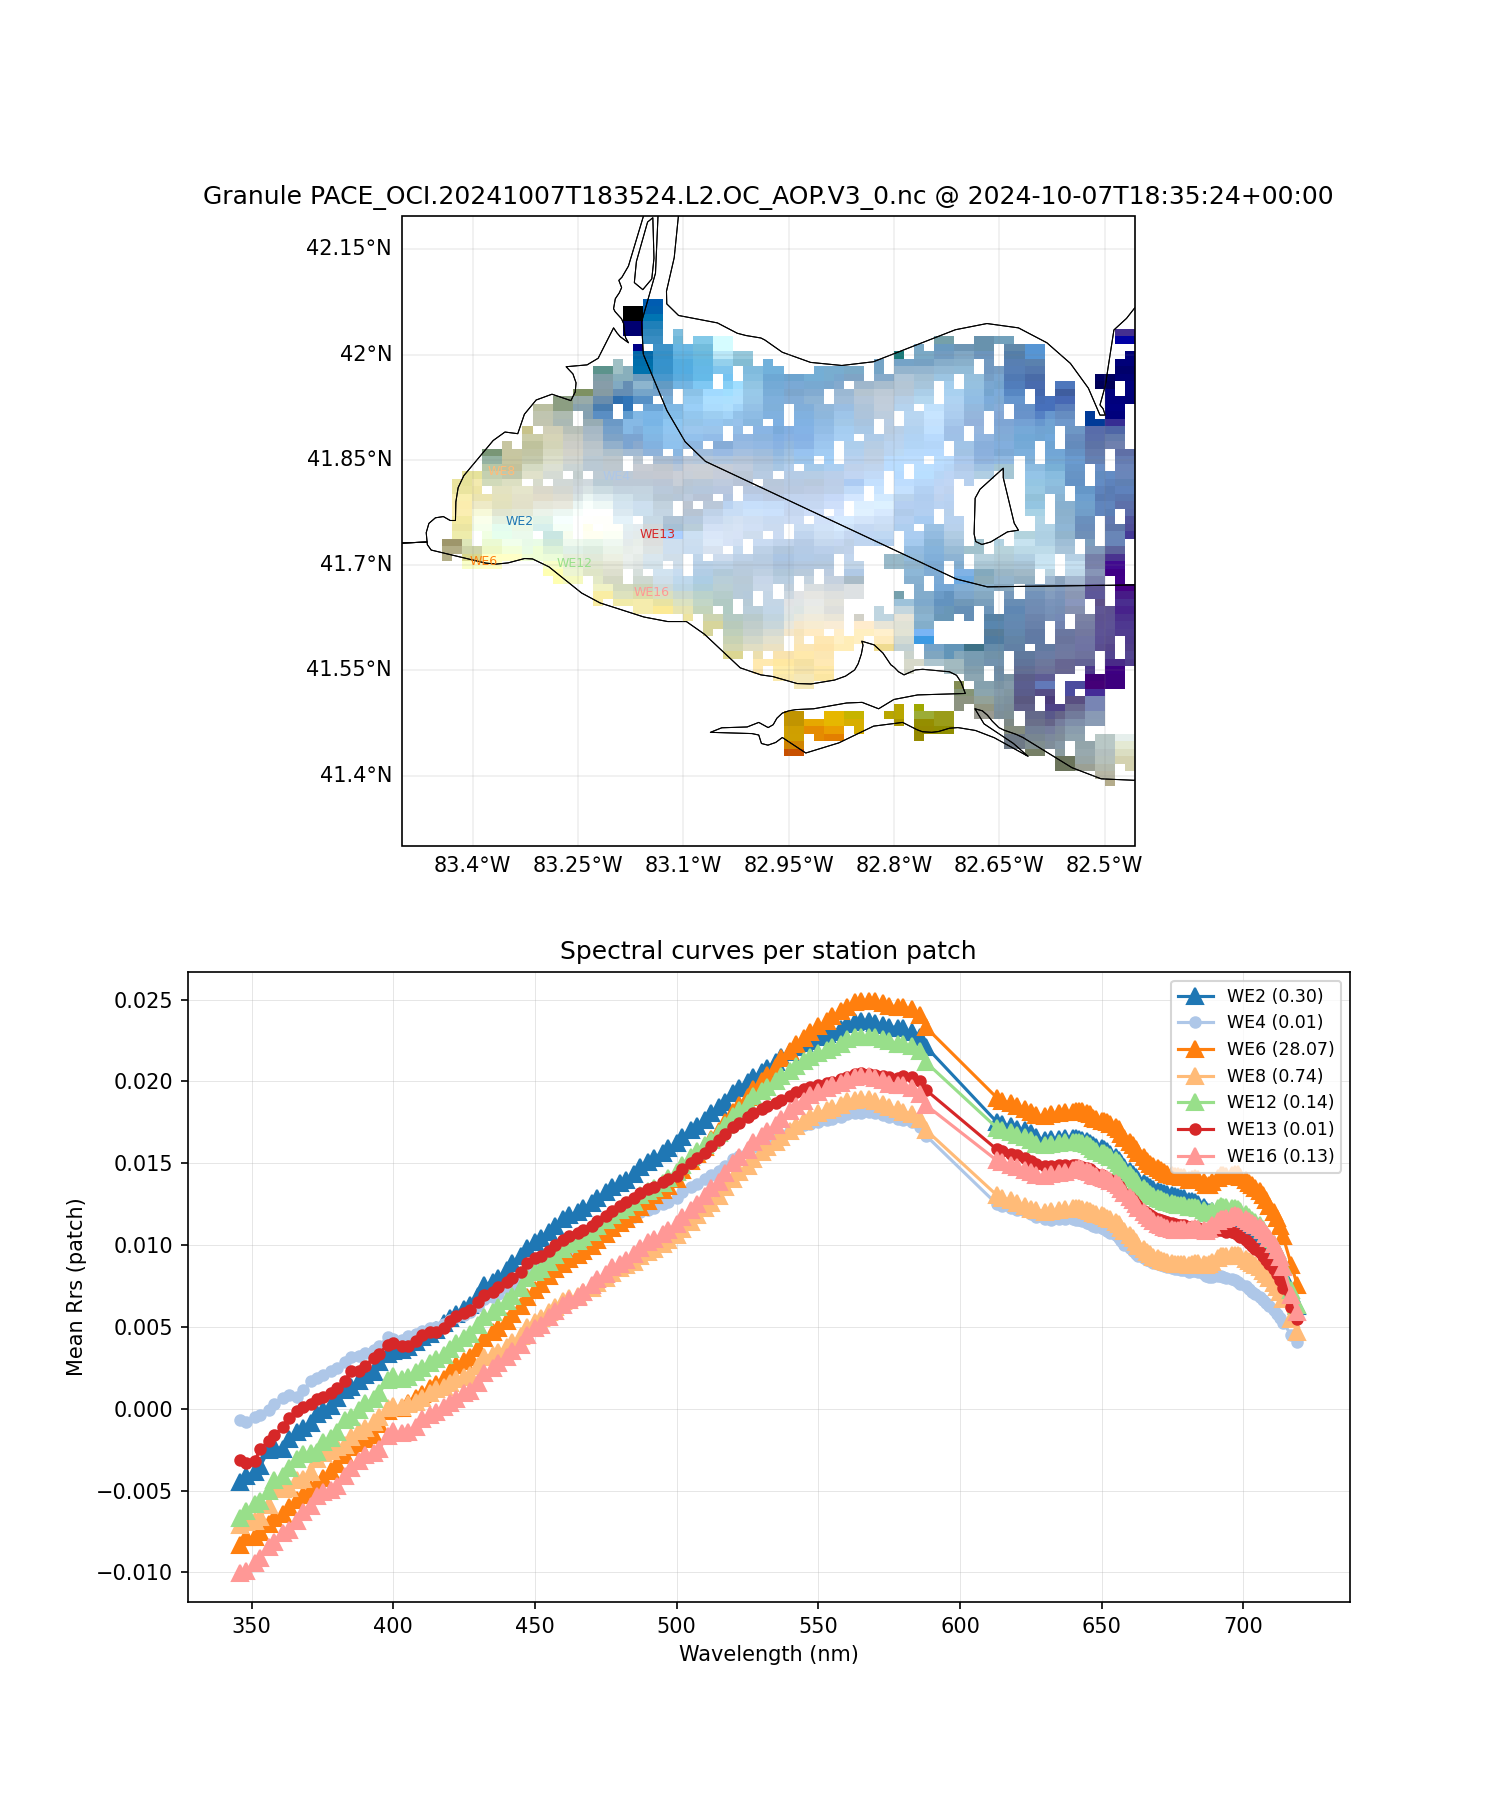 Granule PACE_OCI.20241007T183524.L2.OC_AOP.V3_0.nc @ 2024-10-07T18:35:24+00:00
42.15°N
42°N
41.85°N
41.7°N
41.55°N
41.4°N
WE8
WE2
WE13
WE6
WE12
WE16
83.4°W 83.25°W 83.1°W 82.95°W 82.8°W 82.65°W 82.5°W
Spectral curves per station patch
Mean Rrs (patch)
0.025
0.020
0.015
0.010
0.005
0.000
−0.005
−0.010
WE2 (0.30)
WE4 (0.01)
WE6 (28.07)
WE8 (0.74)
WE12 (0.14)
WE13 (0.01)
WE16 (0.13)
350 400 450 500 550 600 650 700
Wavelength (nm)